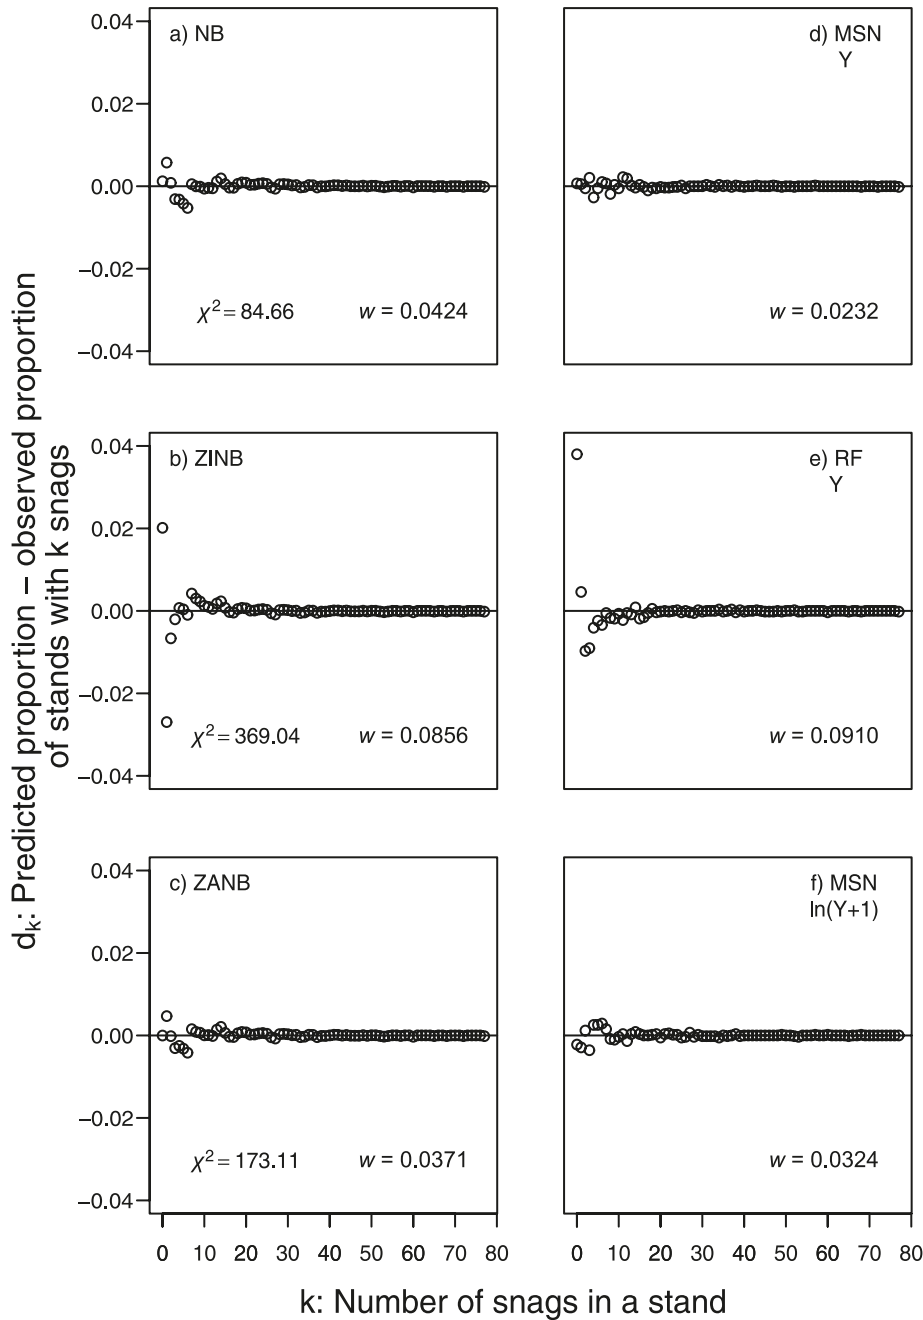 d_k: Predicted proportion – observed proportion
of stands with k snags
a) NB
0.04
0.02
0.00
−0.02
−0.04
χ² = 84.66
w = 0.0424
d) MSN
Y
w = 0.0232
b) ZINB
0.04
0.02
0.00
−0.02
−0.04
χ² = 369.04
w = 0.0856
e) RF
Y
w = 0.0910
c) ZANB
0.04
0.02
0.00
−0.02
−0.04
χ² = 173.11
w = 0.0371
f) MSN
ln(Y+1)
w = 0.0324
0 10 20 30 40 50 60 70 80
0 10 20 30 40 50 60 70 80
k: Number of snags in a stand